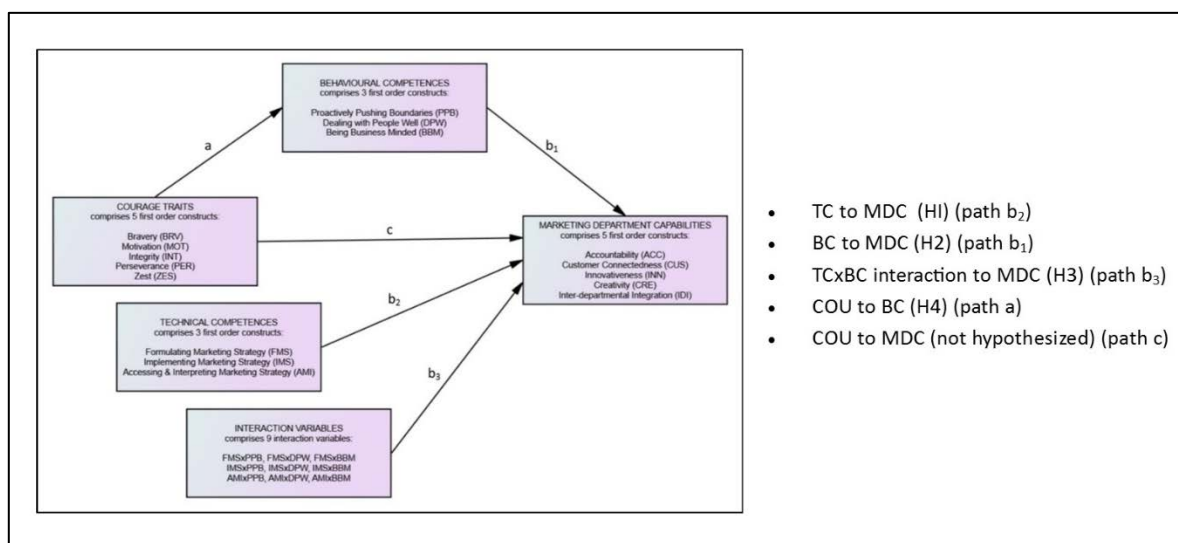 BEHAVIOURAL COMPETENCES
comprises 3 first order constructs:
Proactively Pushing Boundaries (PPB)
Dealing with People Well (DPW)
Being Business Minded (BBM)
a
b₁
COURAGE TRAITS
comprises 5 first order constructs:
Bravery (BRV)
Motivation (MOT)
Integrity (INT)
Perseverance (PER)
Zest (ZES)
c
MARKETING DEPARTMENT CAPABILITIES
comprises 5 first order constructs:
Accountability (ACC)
Customer Connectedness (CUS)
Innovativeness (INN)
Creativity (CRE)
Inter-departmental Integration (IDI)
b₂
TECHNICAL COMPETENCES
comprises 3 first order constructs:
Formulating Marketing Strategy (FMS)
Implementing Marketing Strategy (IMS)
Accessing & Interpreting Marketing Strategy (AMI)
b₃
INTERACTION VARIABLES
comprises 9 interaction variables:
FMSxPPB, FMSxDPW, FMSxBBM
IMSxPPB, IMSxDPW, IMSxBBM
AMIxPPB, AMIxDPW, AMIxBBM
• TC to MDC (HI) (path b₂)
• BC to MDC (H2) (path b₁)
• TCxBC interaction to MDC (H3) (path b₃)
• COU to BC (H4) (path a)
• COU to MDC (not hypothesized) (path c)